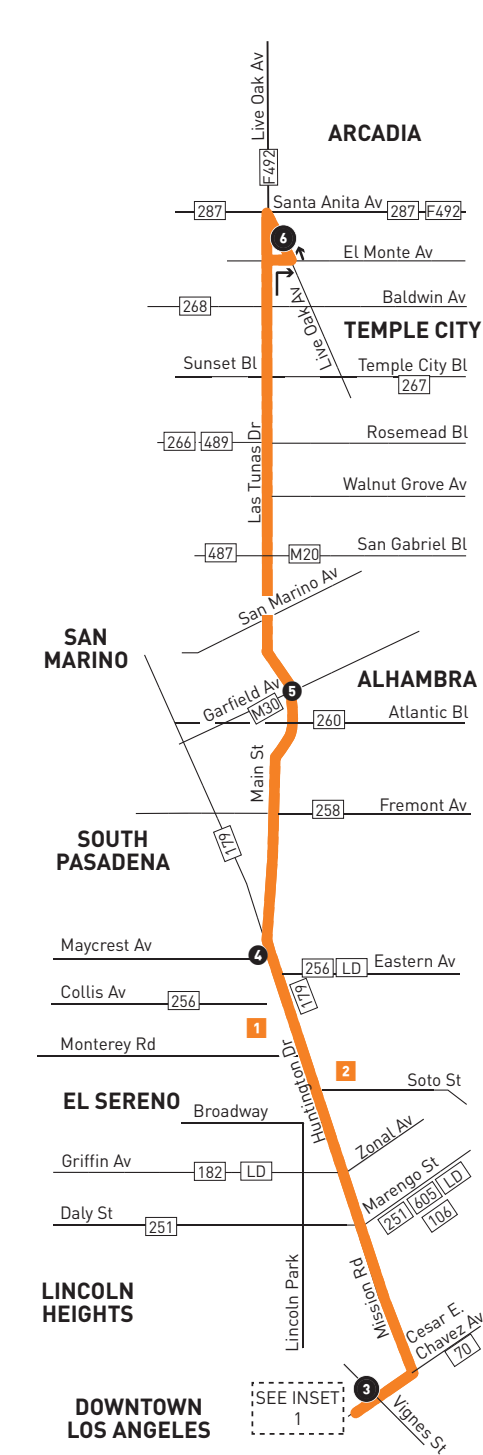 Live Oak Av
ARCADIA
F492
Santa Anita Av
287
287
F492
6
El Monte Av
Baldwin Av
268
Live Oak Av
TEMPLE CITY
Sunset Bl
Temple City Bl
267
Las Tunas Dr
Rosemead Bl
266
489
Walnut Grove Av
San Gabriel Bl
487
M20
San Marino Av
SAN
MARINO
ALHAMBRA
5
Garfield Av
M30
Atlantic Bl
260
Main St
Fremont Av
258
SOUTH
PASADENA
179
Maycrest Av
4
256
LD
Eastern Av
179
Collis Av
256
1
Monterey Rd
Huntington Dr
2
Soto St
EL SERENO
Broadway
Zonal Av
Griffin Av
182
LD
Marengo St
251
605
LD
106
Daly St
251
Lincoln Park
Mission Rd
LINCOLN
HEIGHTS
Cesar E.
Chavez Av
70
3
SEE INSET
1
Vignes St
DOWNTOWN
LOS ANGELES